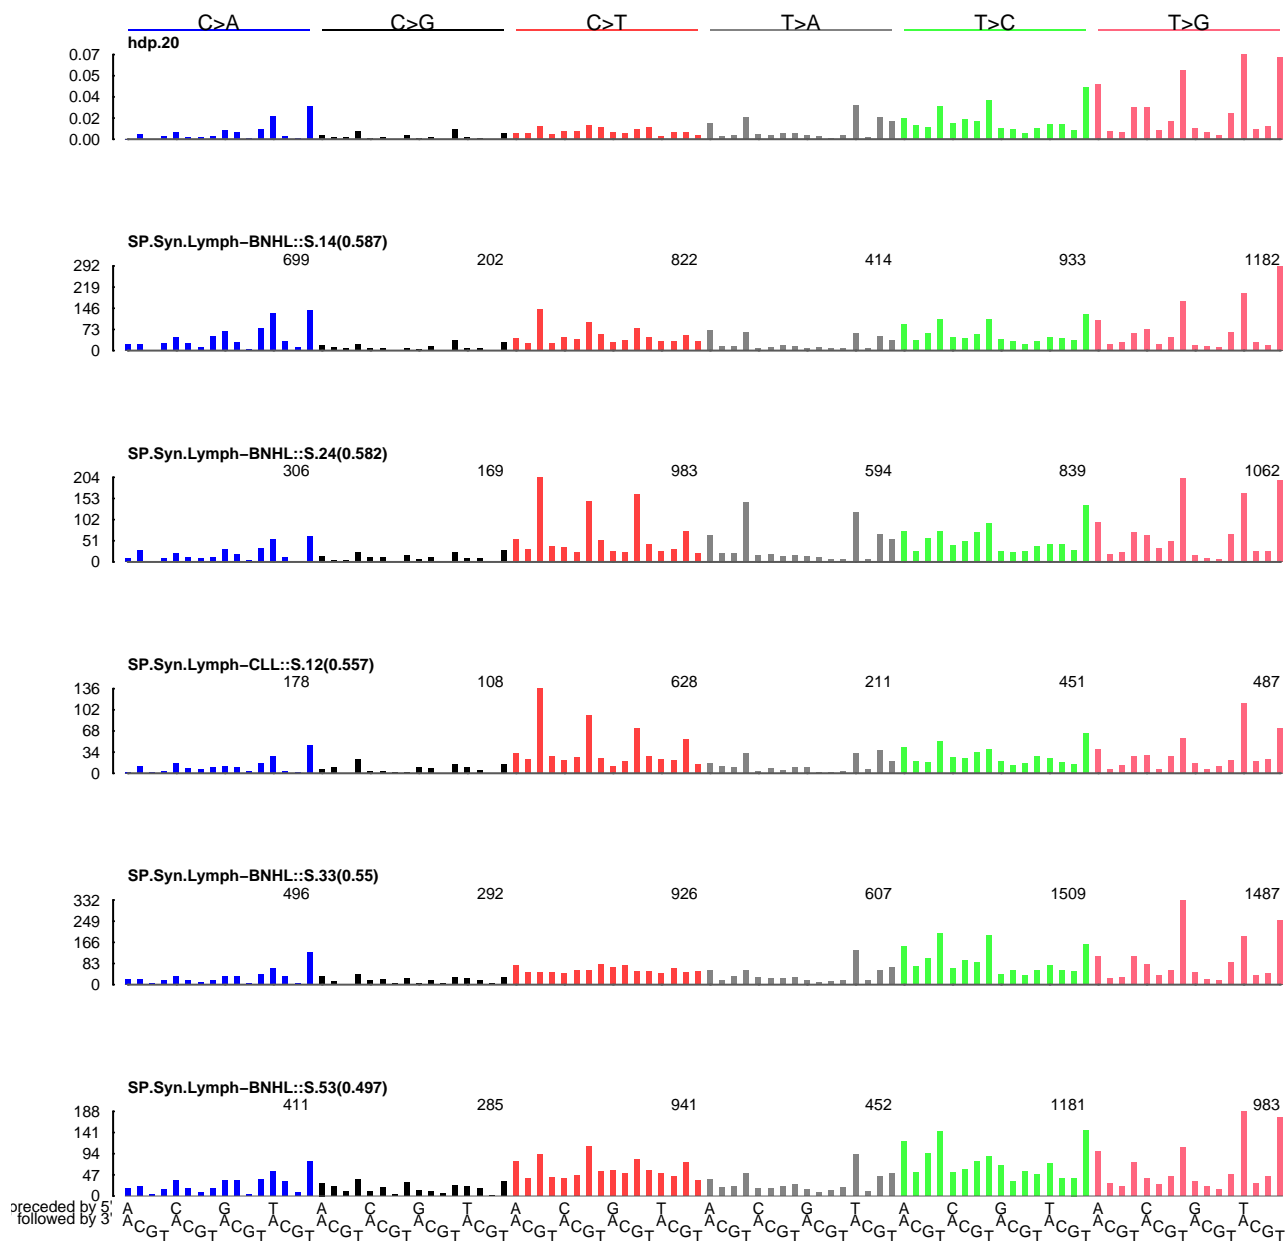 C>A C>G C>T T>A T>C T>G
hdp.20
0.07
0.05
0.04
0.02
0.00
SP.Syn.Lymph−BNHL::S.14(0.587)
699 202 822 414 933 1182
292
219
146
73
0
SP.Syn.Lymph−BNHL::S.24(0.582)
306 169 983 594 839 1062
204
153
102
51
0
SP.Syn.Lymph−CLL::S.12(0.557)
178 108 628 211 451 487
136
102
68
34
0
SP.Syn.Lymph−BNHL::S.33(0.55)
496 292 926 607 1509 1487
332
249
166
83
0
SP.Syn.Lymph−BNHL::S.53(0.497)
411 285 941 452 1181 983
188
141
94
47
0
preceded by 5' A C G T A C G T A C G T A C G T A C G T A C G T
followed by 3' A C G T A C G T A C G T A C G T A C G T A C G T A C G T A C G T A C G T A C G T A C G T A C G T A C G T A C G T A C G T A C G T A C G T A C G T A C G T A C G T A C G T A C G T A C G T A C G T